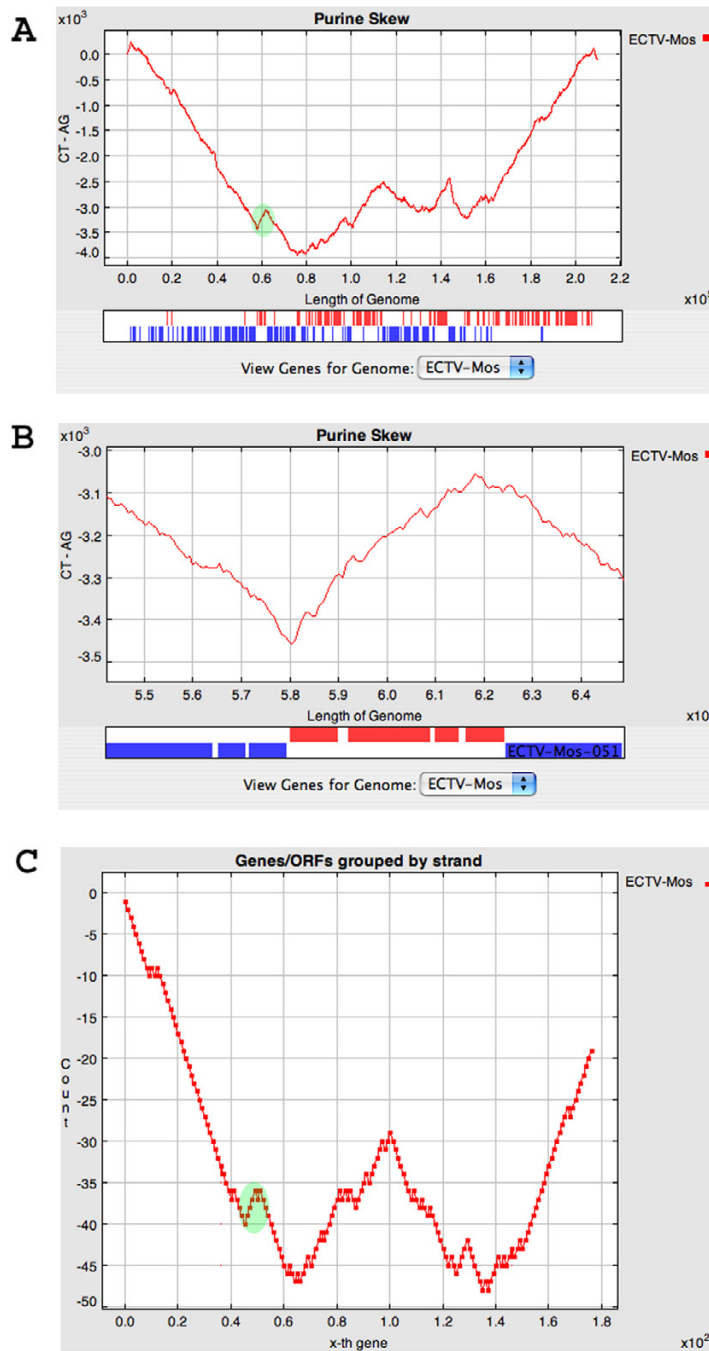 A
Purine Skew
ECTV-Mos
x10³
CT - AG
0.0
-0.5
-1.0
-1.5
-2.0
-2.5
-3.0
-3.5
-4.0
0.0 0.2 0.4 0.6 0.8 1.0 1.2 1.4 1.6 1.8 2.0 2.2
Length of Genome
View Genes for Genome: ECTV-Mos
B
Purine Skew
ECTV-Mos
x10³
CT - AG
-3.0
-3.1
-3.2
-3.3
-3.4
-3.5
5.5 5.6 5.7 5.8 5.9 6.0 6.1 6.2 6.3 6.4
Length of Genome
x10
ECTV-Mos-051
View Genes for Genome: ECTV-Mos
C
Genes/ORFs grouped by strand
ECTV-Mos
Count
0
-5
-10
-15
-20
-25
-30
-35
-40
-45
-50
0.0 0.2 0.4 0.6 0.8 1.0 1.2 1.4 1.6 1.8
x-th gene
x10²